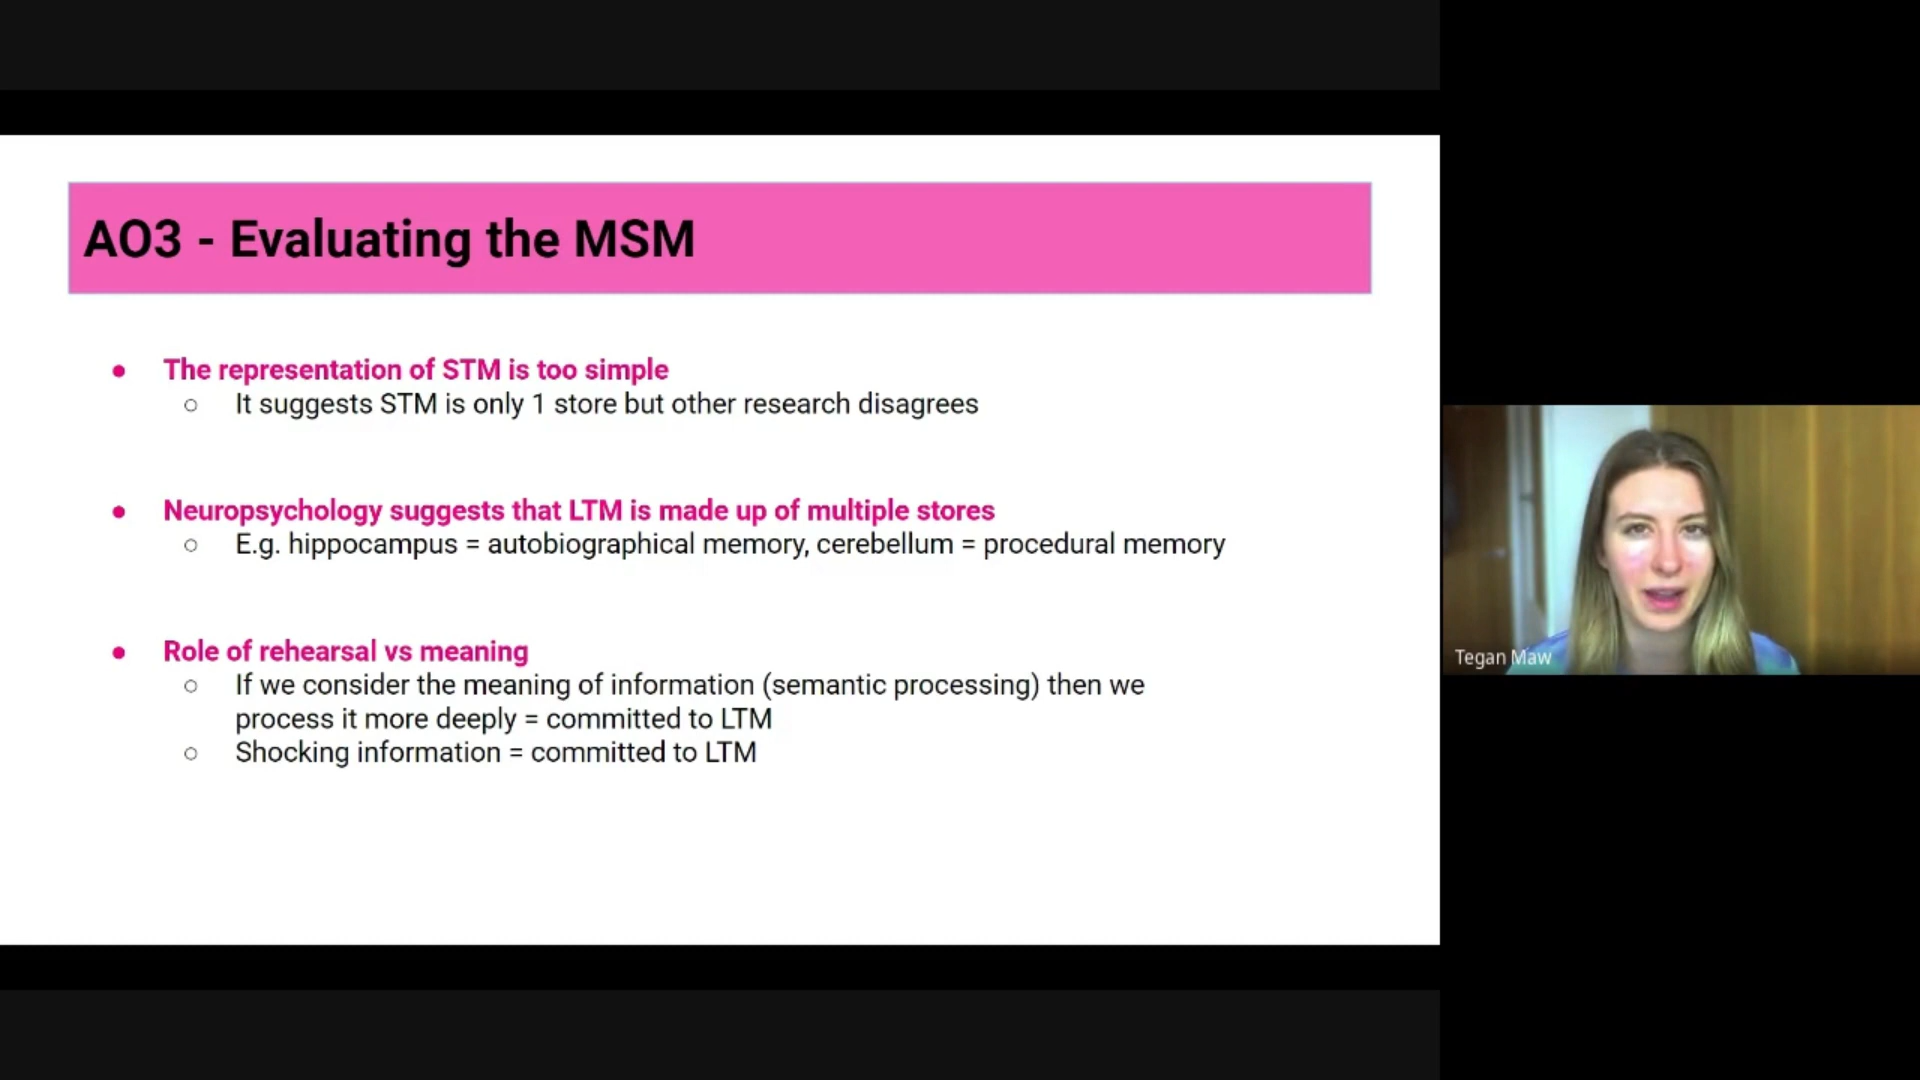 AO3 - Evaluating the MSM
● The representation of STM is too simple
○ It suggests STM is only 1 store but other research disagrees
● Neuropsychology suggests that LTM is made up of multiple stores
○ E.g. hippocampus = autobiographical memory, cerebellum = procedural memory
● Role of rehearsal vs meaning
○ If we consider the meaning of information (semantic processing) then we
process it more deeply = committed to LTM
○ Shocking information = committed to LTM
Tegan Maw